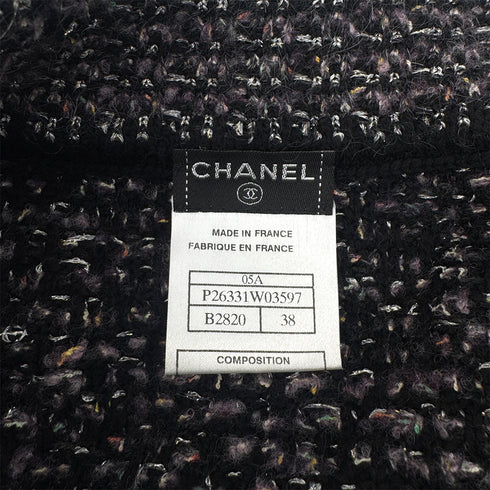 CHANEL
MADE IN FRANCE
FABRIQUE EN FRANCE
05A
P26331W03597
B2820 38
COMPOSITION